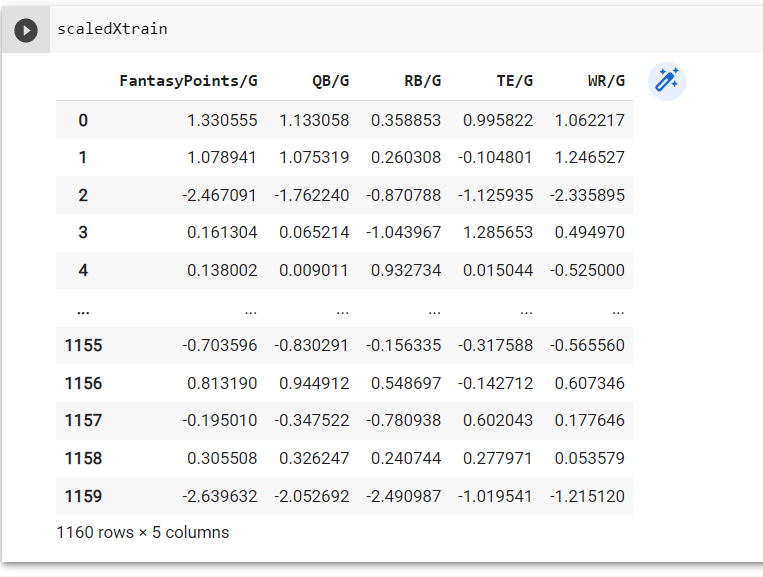 scaledXtrain
FantasyPoints/G QB/G RB/G TE/G WR/G
0 1.330555 1.133058 0.358853 0.995822 1.062217
1 1.078941 1.075319 0.260308 -0.104801 1.246527
2 -2.467091 -1.762240 -0.870788 -1.125935 -2.335895
3 0.161304 0.065214 -1.043967 1.285653 0.494970
4 0.138002 0.009011 0.932734 0.015044 -0.525000
... ... ... ... ... ...
1155 -0.703596 -0.830291 -0.156335 -0.317588 -0.565560
1156 0.813190 0.944912 0.548697 -0.142712 0.607346
1157 -0.195010 -0.347522 -0.780938 0.602043 0.177646
1158 0.305508 0.326247 0.240744 0.277971 0.053579
1159 -2.639632 -2.052692 -2.490987 -1.019541 -1.215120
1160 rows × 5 columns